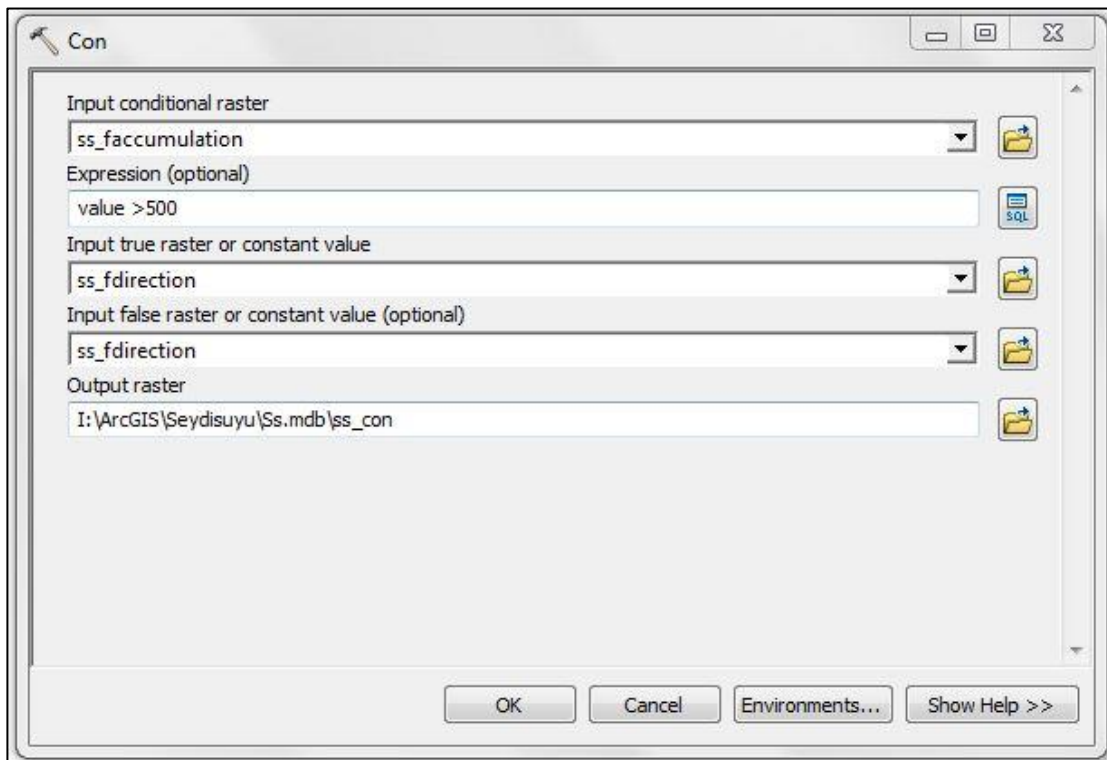 Con
Input conditional raster
ss_faccumulation
Expression (optional)
value >500
SQL
Input true raster or constant value
ss_fdirection
Input false raster or constant value (optional)
ss_fdirection
Output raster
I:\ArcGIS\Seydisuyu\Ss.mdb\ss_con
OK Cancel Environments... Show Help >>